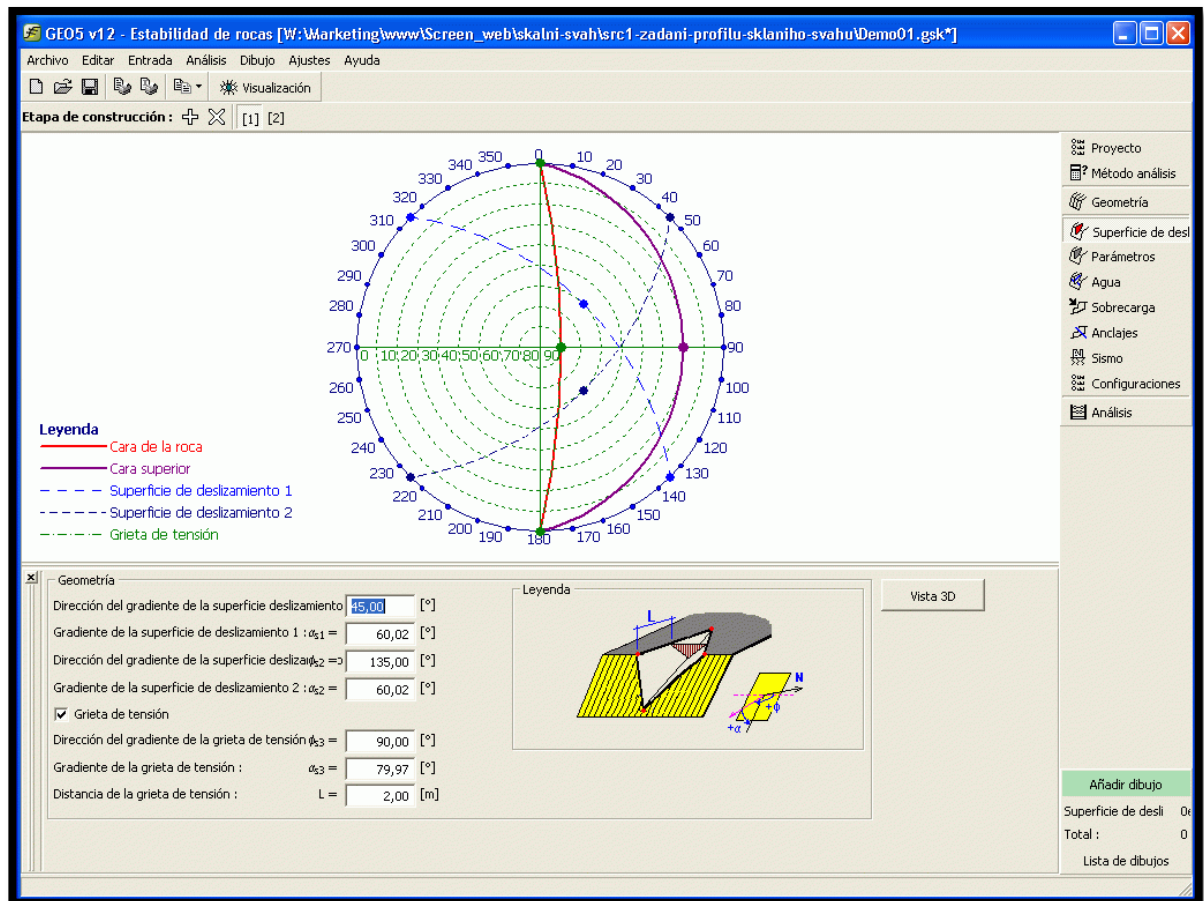 GEO5 v12 - Estabilidad de rocas [W:\Marketing\www\Screen_web\skalni-svah\src1-zadani-profilu-sklaniho-svahu\Demo01.gsk*]
Archivo Editar Entrada Análisis Dibujo Ajustes Ayuda
Visualización
Etapa de construcción : [1] [2]
0 10 20 30 40 50 60 70 80 90 100 110 120 130 140 150 160 170 180 190 200 210 220 230 240 250 260 270 280 290 300 310 320 330 340 350
0 10 20 30 40 50 60 70 80 90
Leyenda
Cara de la roca
Cara superior
Superficie de deslizamiento 1
Superficie de deslizamiento 2
Grieta de tensión
Proyecto
Método análisis
Geometría
Superficie de desl
Parámetros
Agua
Sobrecarga
Anclajes
Sismo
Configuraciones
Análisis
Geometría
Dirección del gradiente de la superficie deslizamiento 45,00 [°]
Gradiente de la superficie de deslizamiento 1 : αs1 = 60,02 [°]
Dirección del gradiente de la superficie desliza ϕs2 = 135,00 [°]
Gradiente de la superficie de deslizamiento 2 : αs2 = 60,02 [°]
Grieta de tensión
Dirección del gradiente de la grieta de tensión ϕs3 = 90,00 [°]
Gradiente de la grieta de tensión : αs3 = 79,97 [°]
Distancia de la grieta de tensión : L = 2,00 [m]
Leyenda
L
N
+ϕ
+α
Vista 3D
Añadir dibujo
Superficie de desli
Total : 0
Lista de dibujos